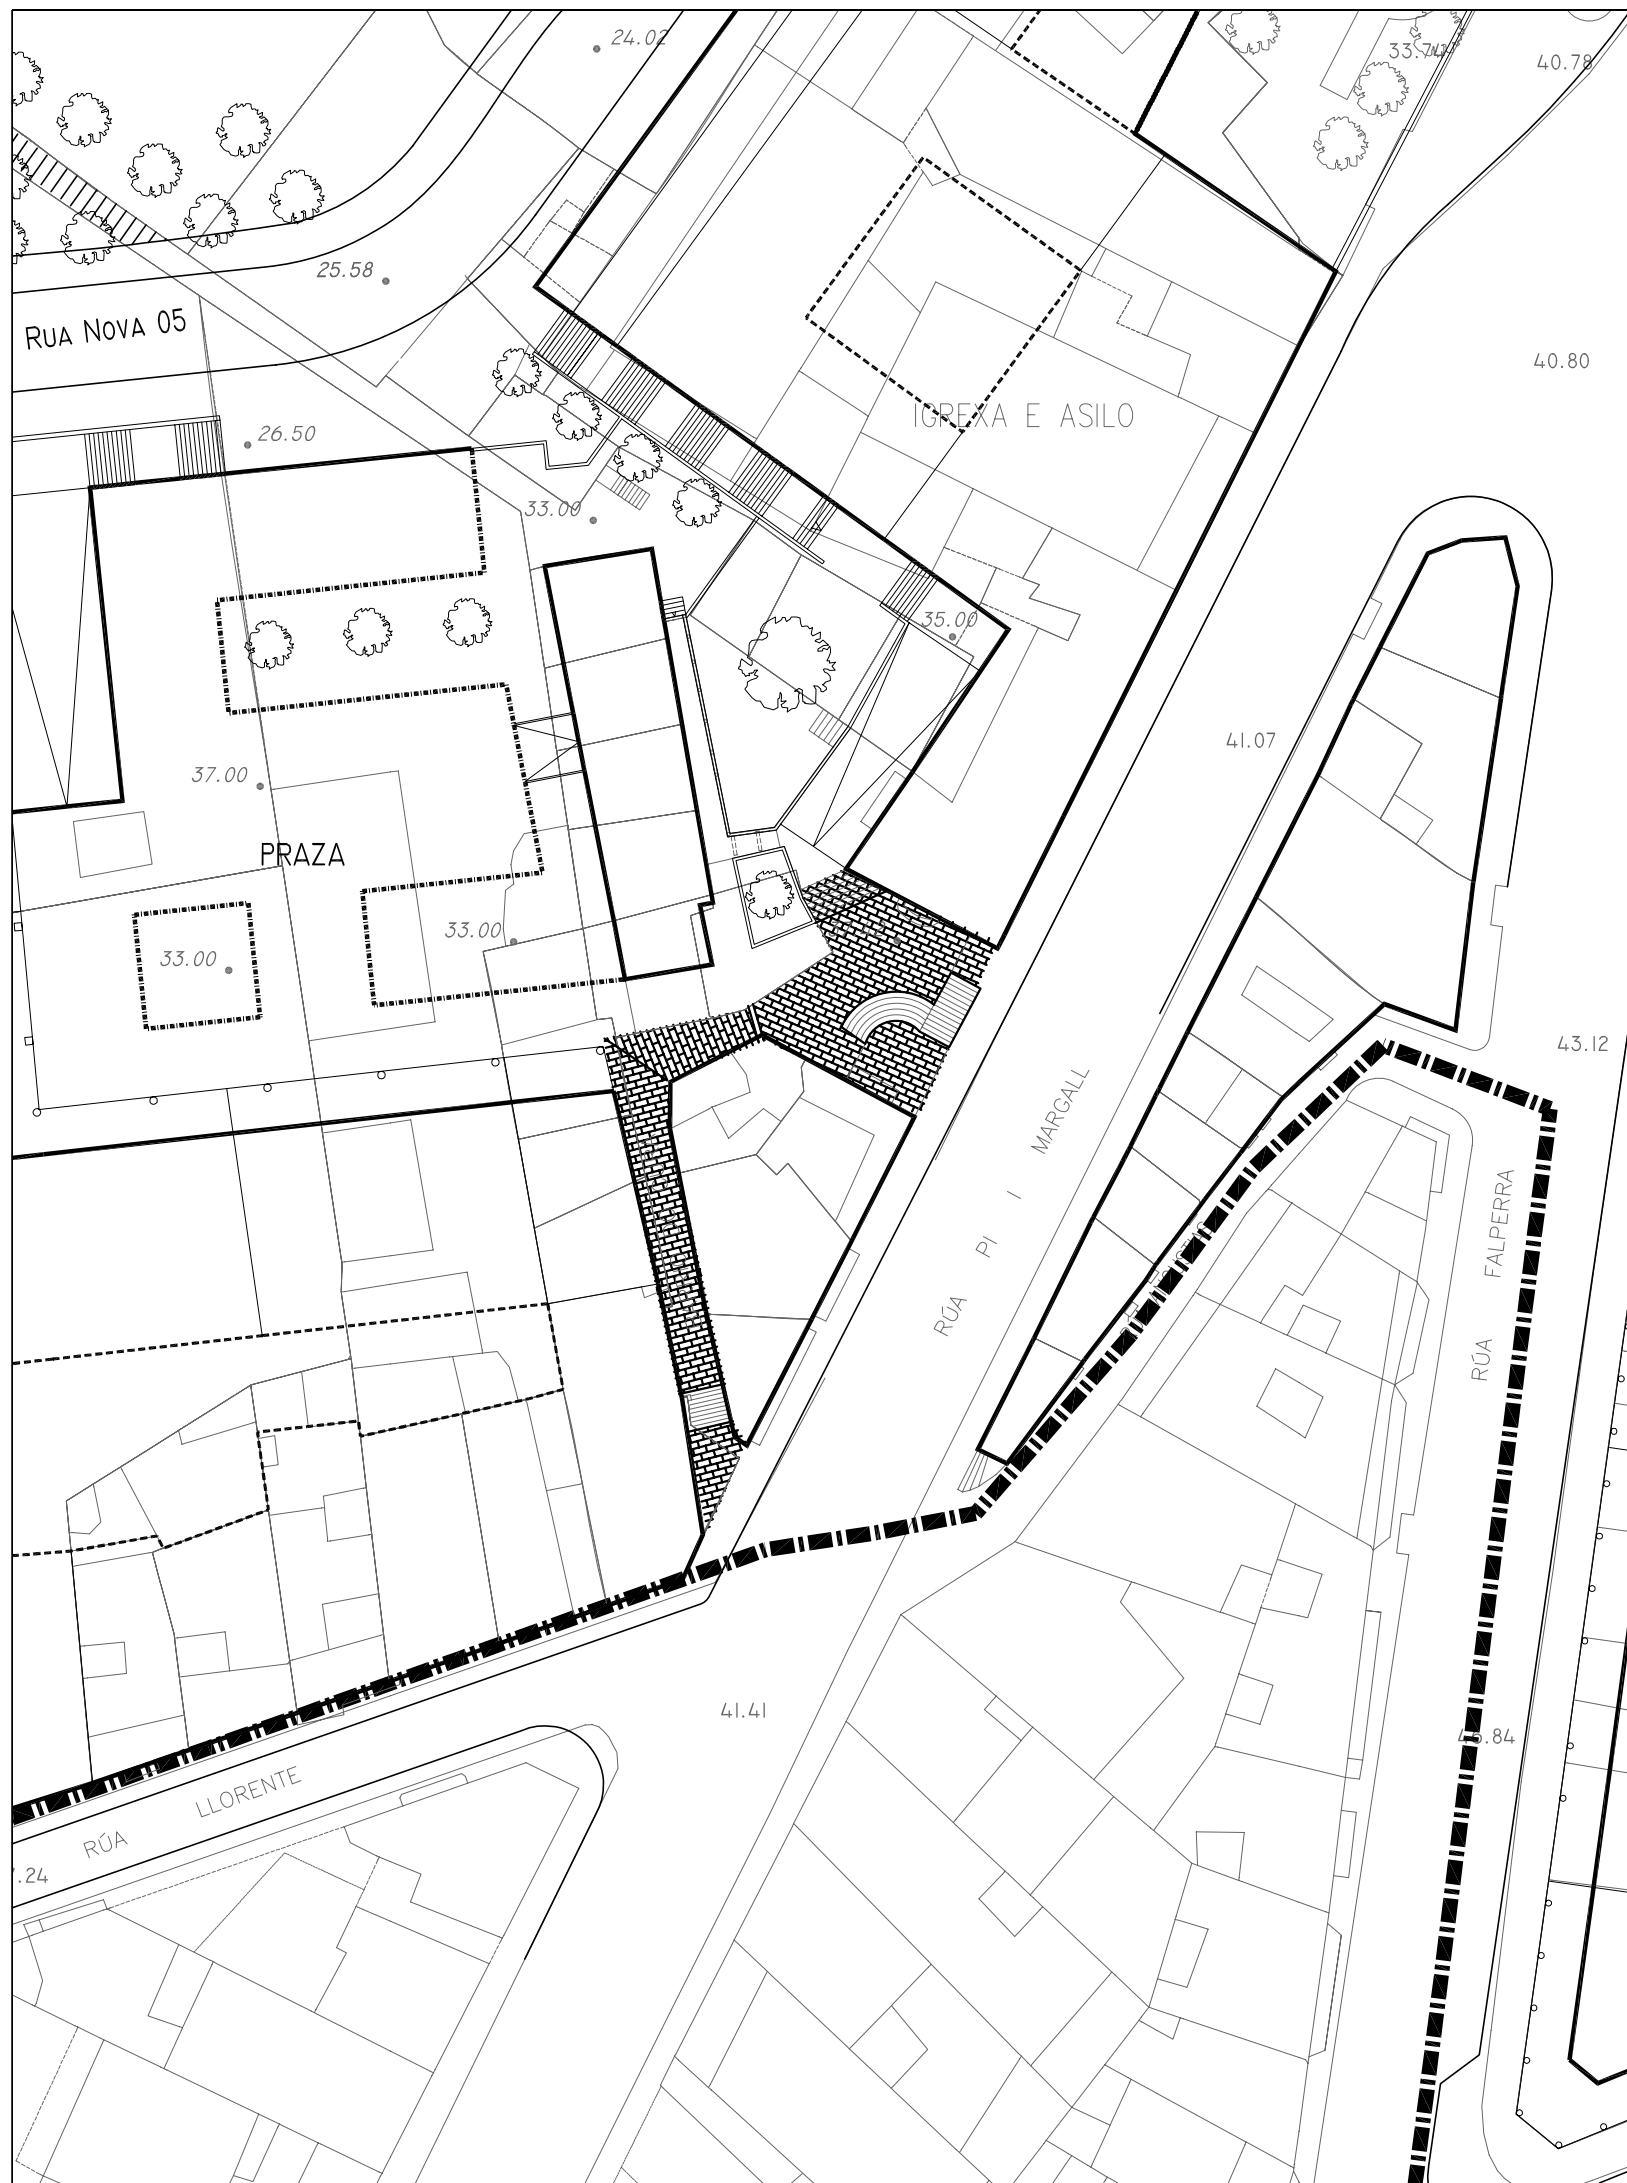 24.02
33.74
40.78
25.58
RUA NOVA 05
40.80
IGREXA E ASILO
26.50
33.00
35.00
41.07
37.00
PRAZA
33.00
33.00
43.12
RÚA PI I MARGALL
RÚA FALPERRA
41.41
RÚA LLORENTE
.24